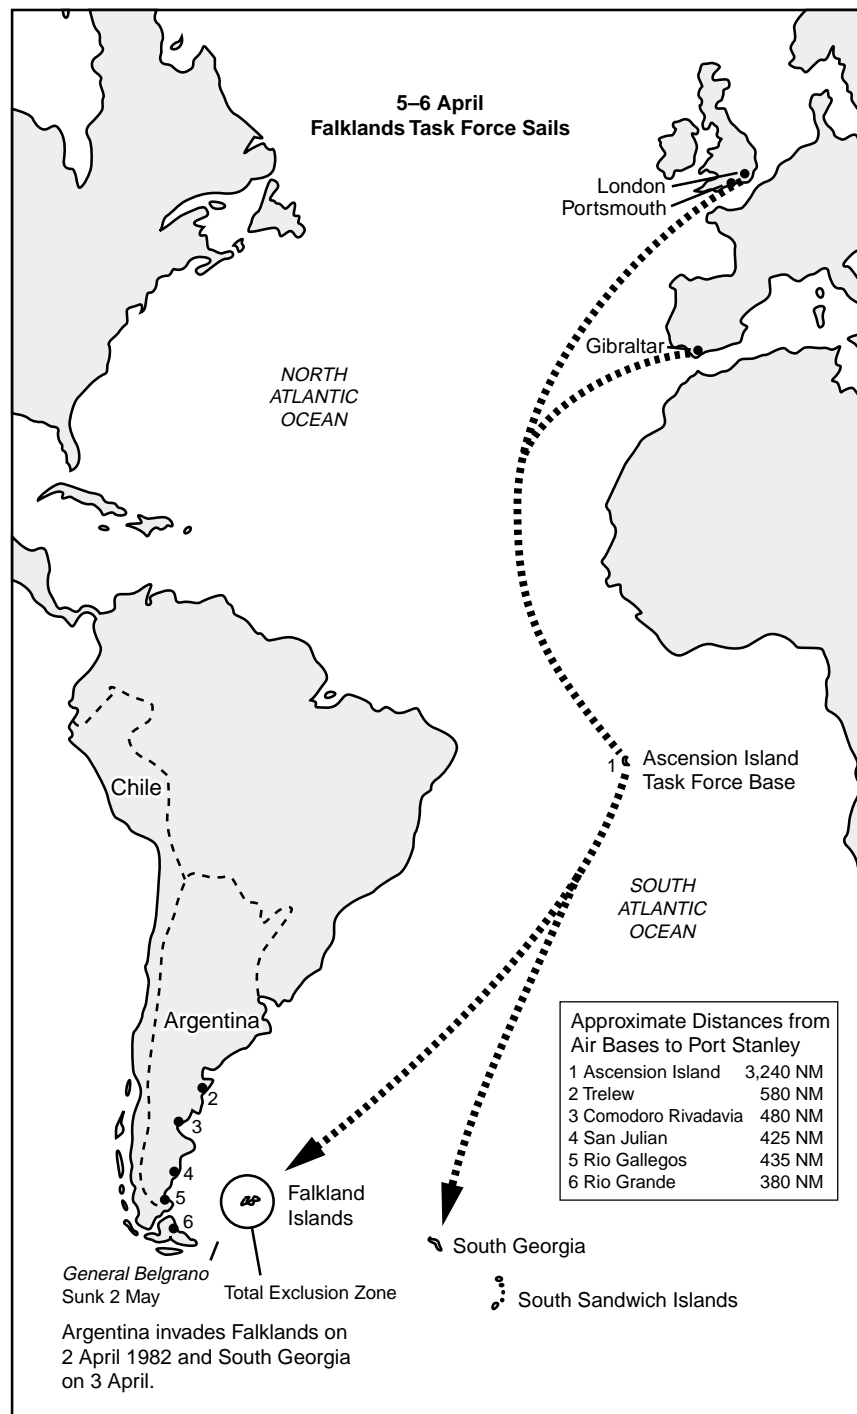 5–6 April
Falklands Task Force Sails
London
Portsmouth
Gibraltar
NORTH
ATLANTIC
OCEAN
1
Ascension Island
Task Force Base
Chile
SOUTH
ATLANTIC
OCEAN
Argentina
Approximate Distances from
Air Bases to Port Stanley
1 Ascension Island 3,240 NM
2 Trelew 580 NM
3 Comodoro Rivadavia 480 NM
4 San Julian 425 NM
5 Rio Gallegos 435 NM
6 Rio Grande 380 NM
2
3
4
5
6
Falkland
Islands
South Georgia
General Belgrano
Sunk 2 May
Total Exclusion Zone
South Sandwich Islands
Argentina invades Falklands on
2 April 1982 and South Georgia
on 3 April.